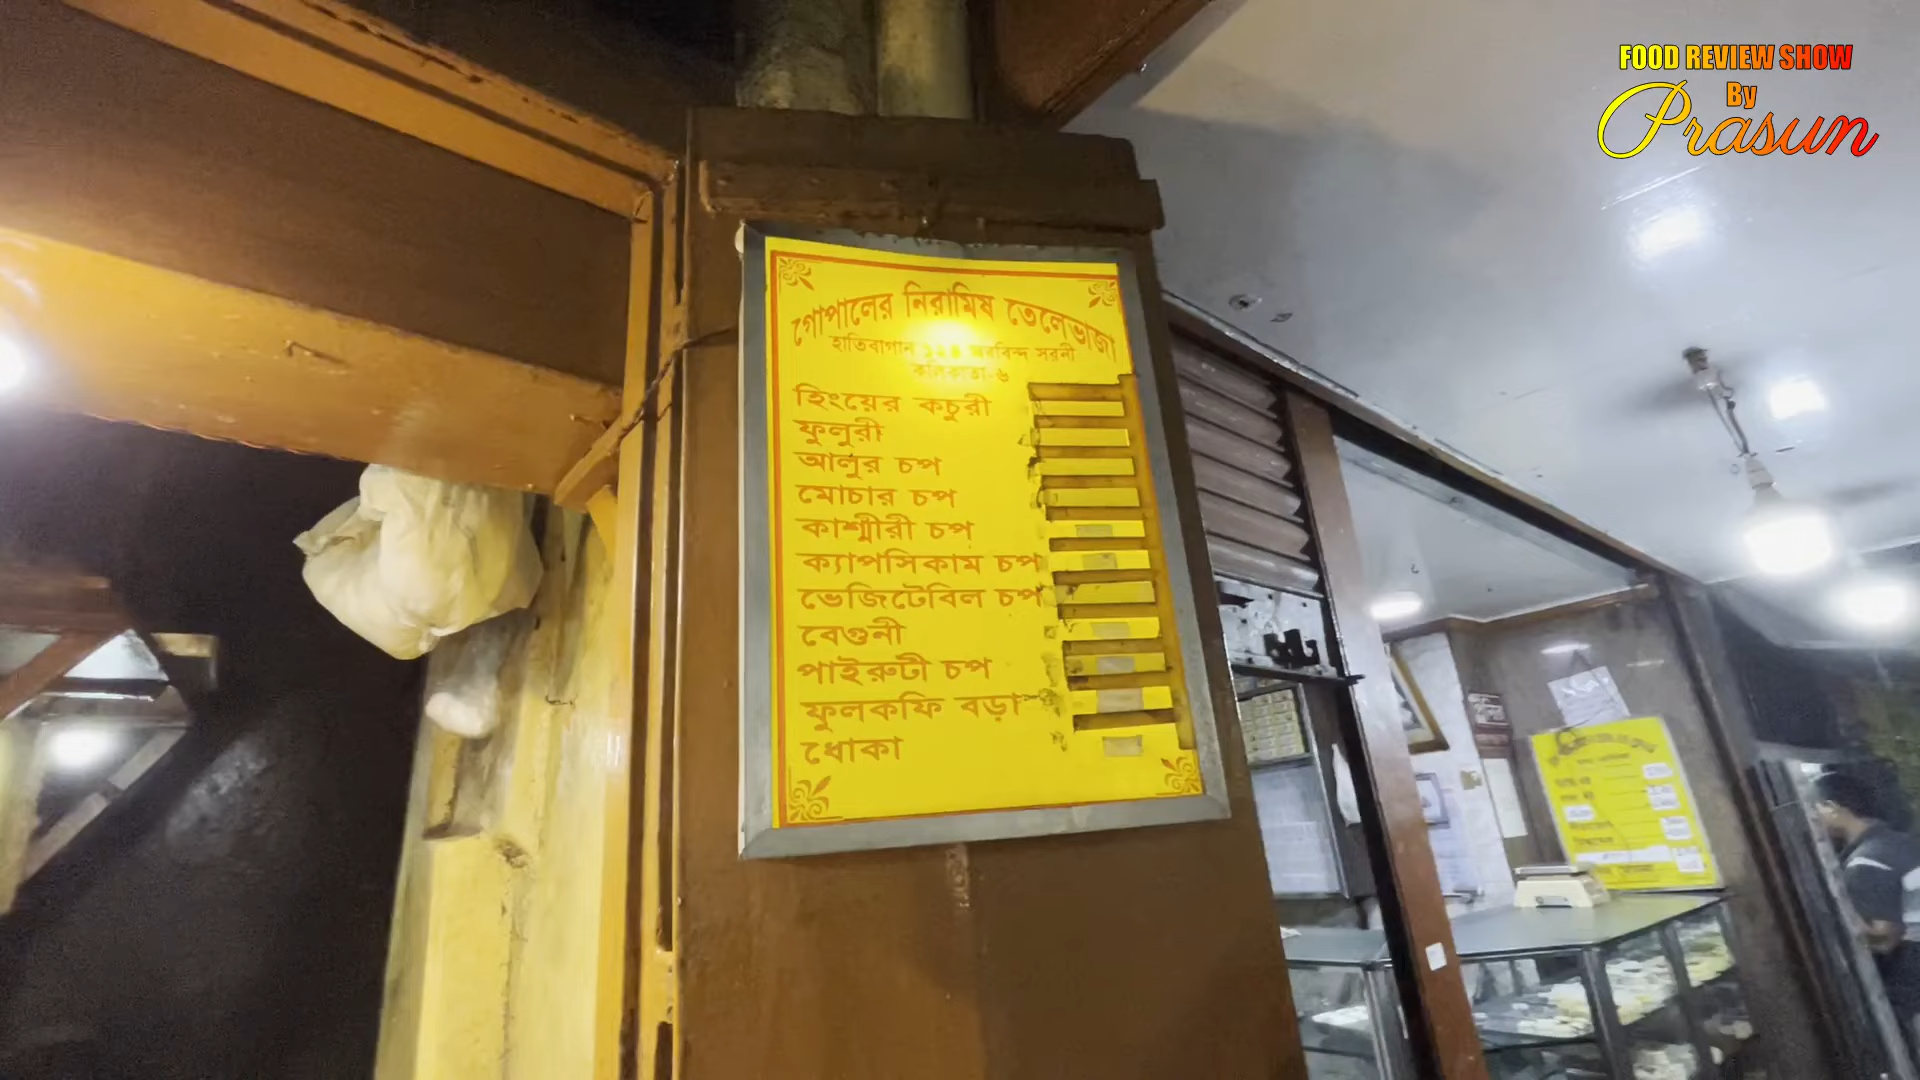 FOOD REVIEW SHOW
By
Prasun
গোপালের নিরামিষ তেলেভাজা
হাতিবাগান অরবিন্দ সরনী
কলিকাতা-৬
হিংয়ের কচুরী
ফুলুরী
আলুর চপ
মোচার চপ
কাশ্মীরী চপ
ক্যাপসিকাম চপ
ভেজিটেবিল চপ
বেগুনী
পাইরুটী চপ
ফুলকফি বড়া
ধোকা